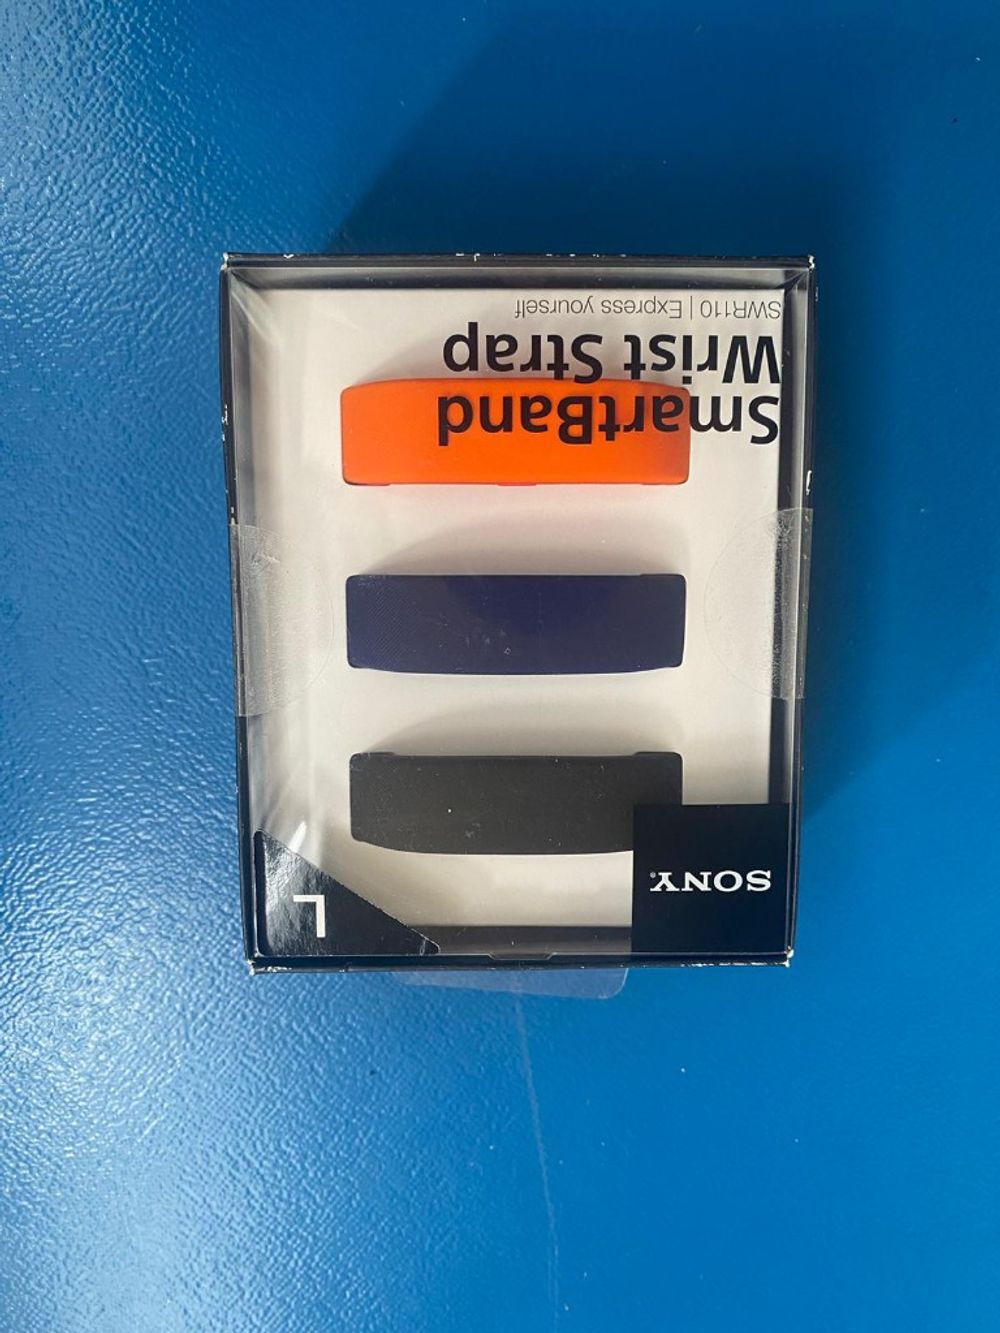 SONY
L
SmartBand
Wrist Strap
SWR110 | Express yourself